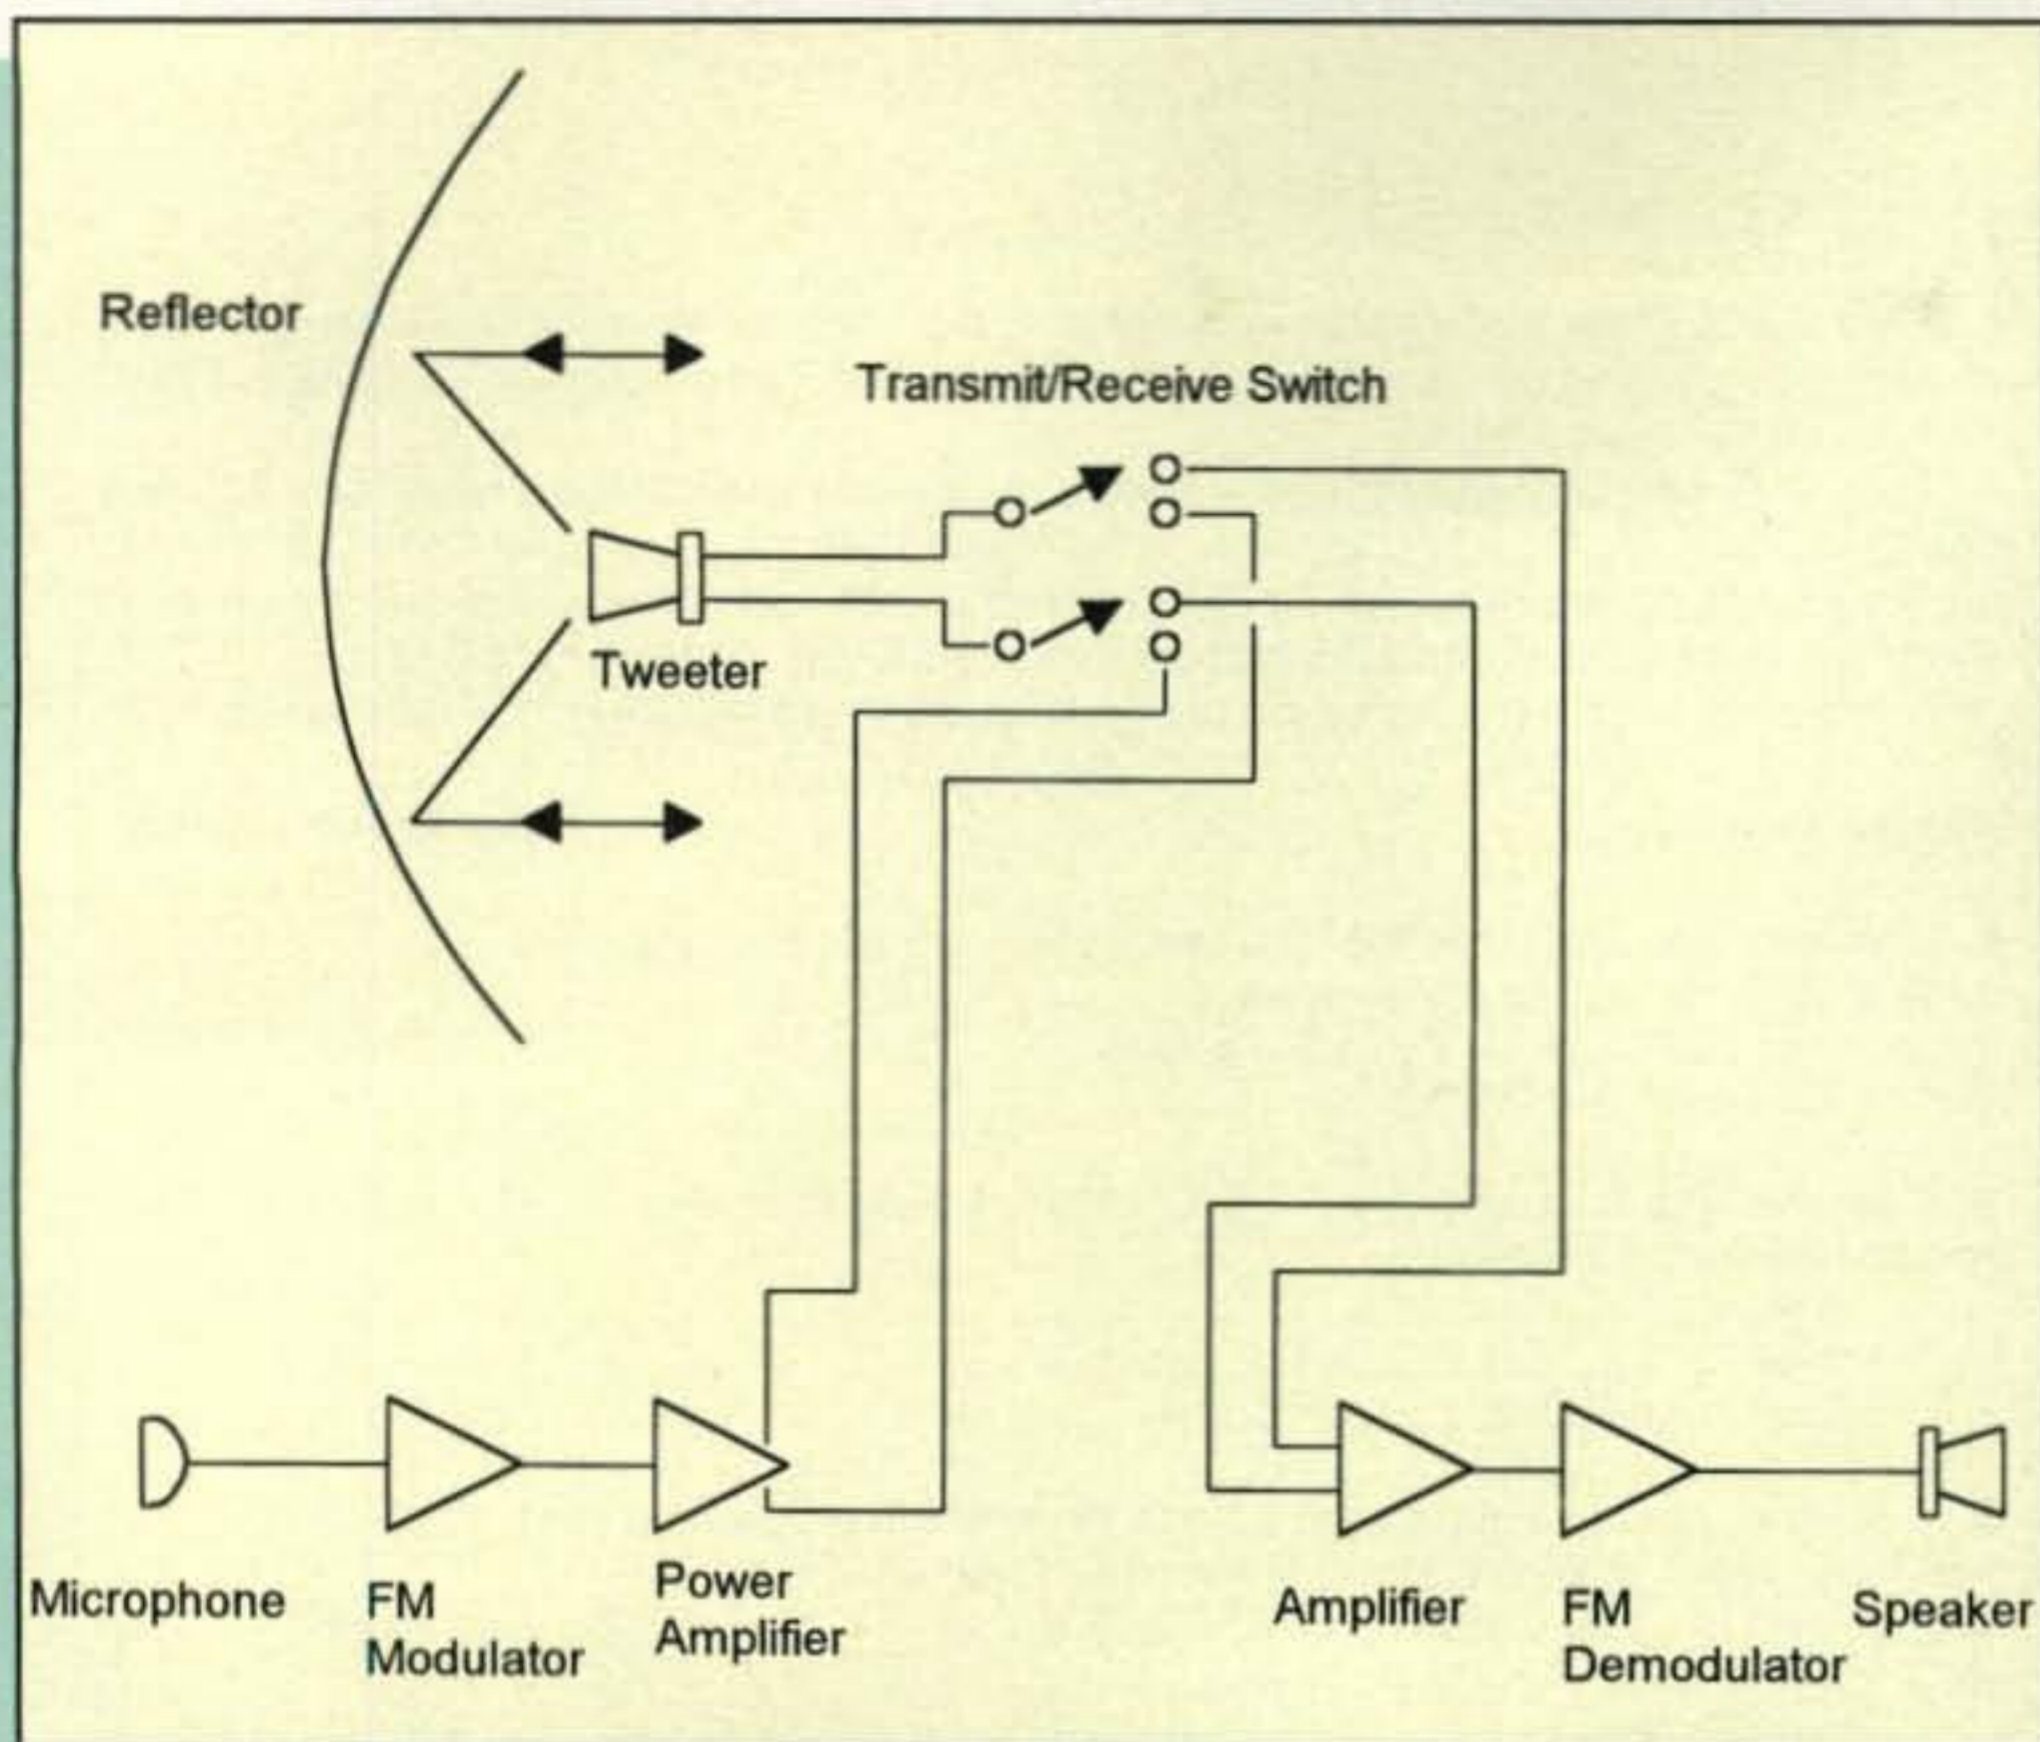 Reflector
Transmit/Receive Switch
Tweeter
Microphone
FM
Modulator
Power
Amplifier
Amplifier
FM
Demodulator
Speaker